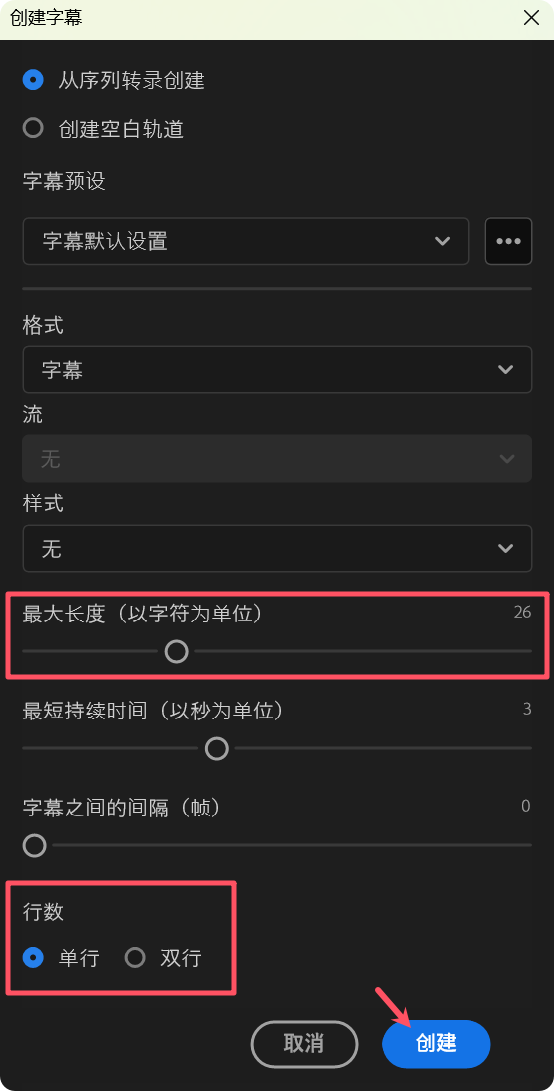 创建字幕
从序列转录创建
创建空白轨道
字幕预设
字幕默认设置
格式
字幕
流
无
样式
无
最大长度（以字符为单位） 26
最短持续时间（以秒为单位） 3
字幕之间的间隔（帧） 0
行数
单行 双行
取消 创建